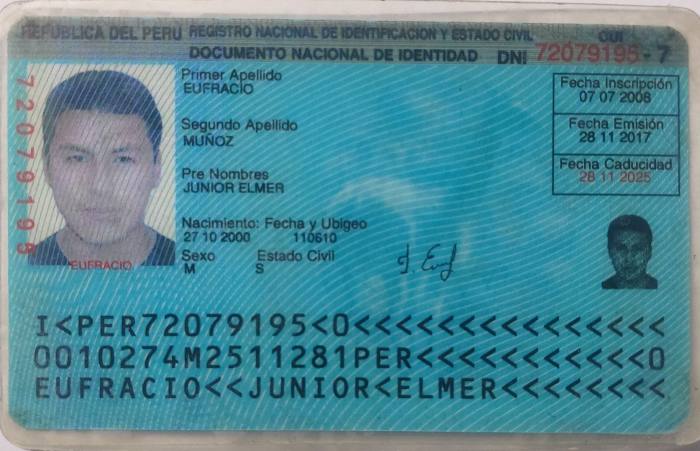 REPUBLICA DEL PERU REGISTRO NACIONAL DE IDENTIFICACION Y ESTADO CIVIL CUI
DOCUMENTO NACIONAL DE IDENTIDAD DNI 72079195 - 7
72079195
Primer Apellido
EUFRACIO
Segundo Apellido
MUÑOZ
Pre Nombres
JUNIOR ELMER
Nacimiento: Fecha y Ubigeo
27 10 2000 110610
Sexo Estado Civil
M S
Fecha Inscripción
07 07 2008
Fecha Emisión
28 11 2017
Fecha Caducidad
28 11 2025
EUFRACIO
I<PER72079195<0<<<<<<<<<<<<<<<
0010274M2511281PER<<<<<<<<<<<0
EUFRACIO<<JUNIOR<ELMER<<<<<<<<